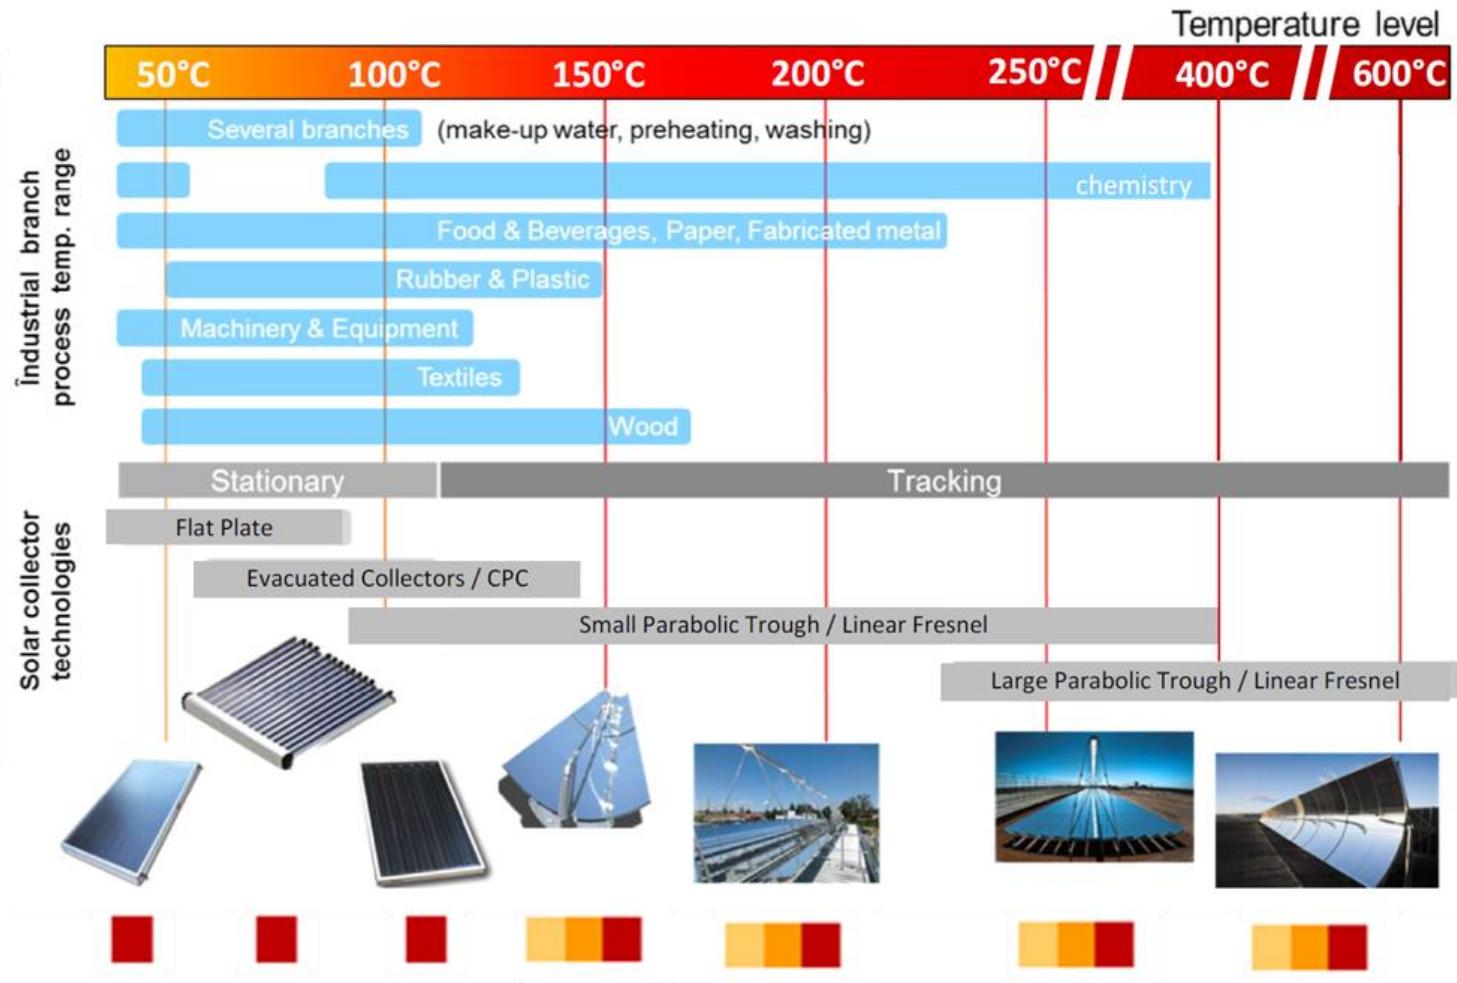 Temperature level
50°C 100°C 150°C 200°C 250°C 400°C 600°C
Îndustrial branch
process temp. range
Several branches (make-up water, preheating, washing)
chemistry
Food & Beverages, Paper, Fabricated metal
Rubber & Plastic
Machinery & Equipment
Textiles
Wood
Stationary Tracking
Solar collector
technologies
Flat Plate
Evacuated Collectors / CPC
Small Parabolic Trough / Linear Fresnel
Large Parabolic Trough / Linear Fresnel